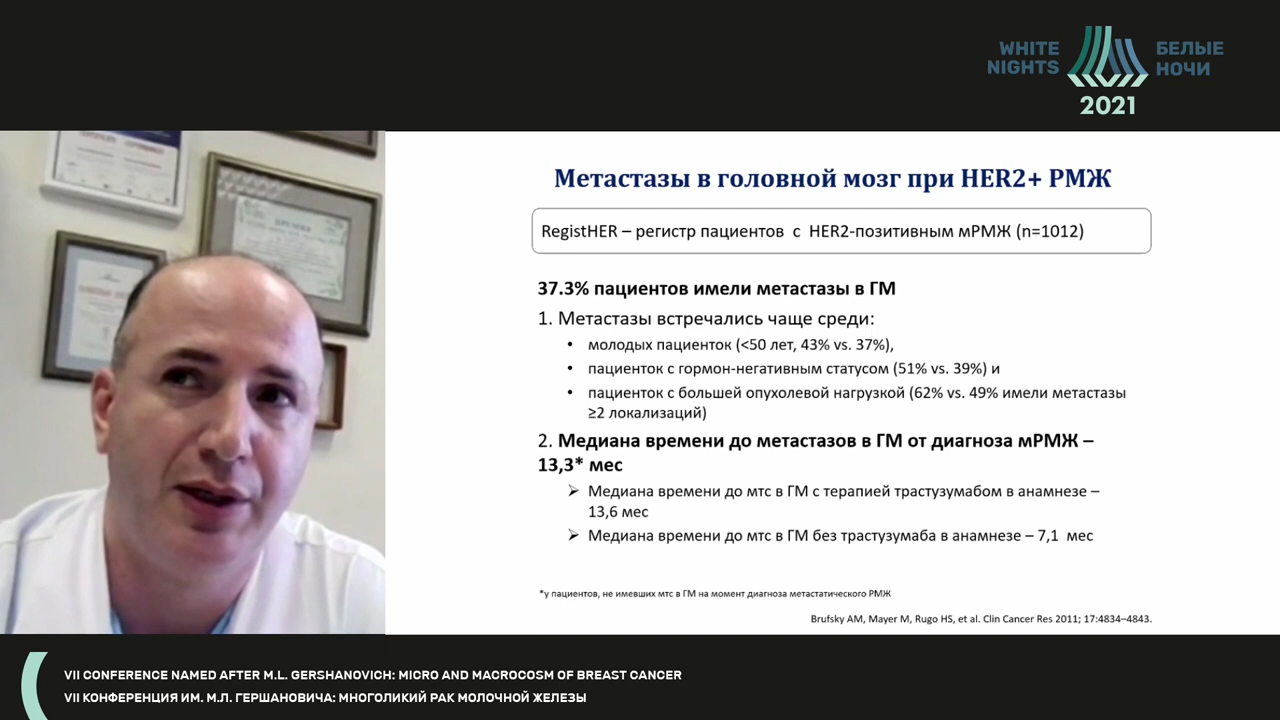 WHITE
NIGHTS
БЕЛЫЕ
НОЧИ
2021
Метастазы в головной мозг при HER2+ РМЖ
RegistHER – регистр пациентов с HER2-позитивным мРМЖ (n=1012)
37.3% пациентов имели метастазы в ГМ
1. Метастазы встречались чаще среди:
• молодых пациенток (<50 лет, 43% vs. 37%),
• пациенток с гормон-негативным статусом (51% vs. 39%) и
• пациенток с большей опухолевой нагрузкой (62% vs. 49% имели метастазы
≥2 локализаций)
2. Медиана времени до метастазов в ГМ от диагноза мРМЖ –
13,3* мес
➢ Медиана времени до мтс в ГМ с терапией трастузумабом в анамнезе –
13,6 мес
➢ Медиана времени до мтс в ГМ без трастузумаба в анамнезе – 7,1 мес
*у пациентов, не имевших мтс в ГМ на момент диагноза метастатического РМЖ
Brufsky AM, Mayer M, Rugo HS, et al. Clin Cancer Res 2011; 17:4834–4843.
VII CONFERENCE NAMED AFTER M.L. GERSHANOVICH: MICRO AND MACROCOSM OF BREAST CANCER
VII КОНФЕРЕНЦИЯ ИМ. М.Л. ГЕРШАНОВИЧА: МНОГОЛИКИЙ РАК МОЛОЧНОЙ ЖЕЛЕЗЫ